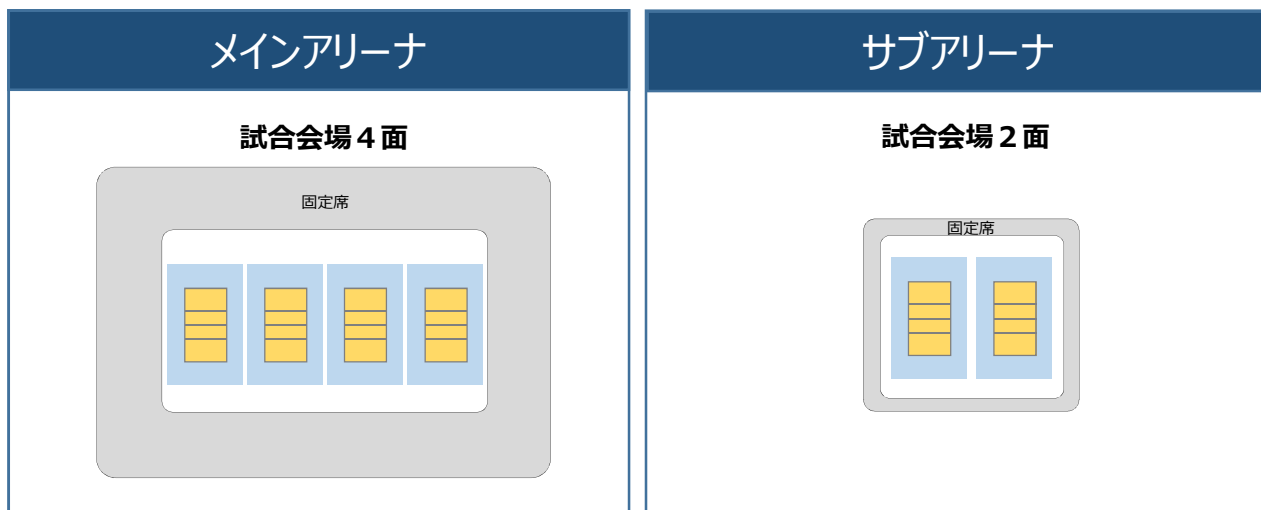 メインアリーナ
試合会場４面
固定席
サブアリーナ
試合会場２面
固定席